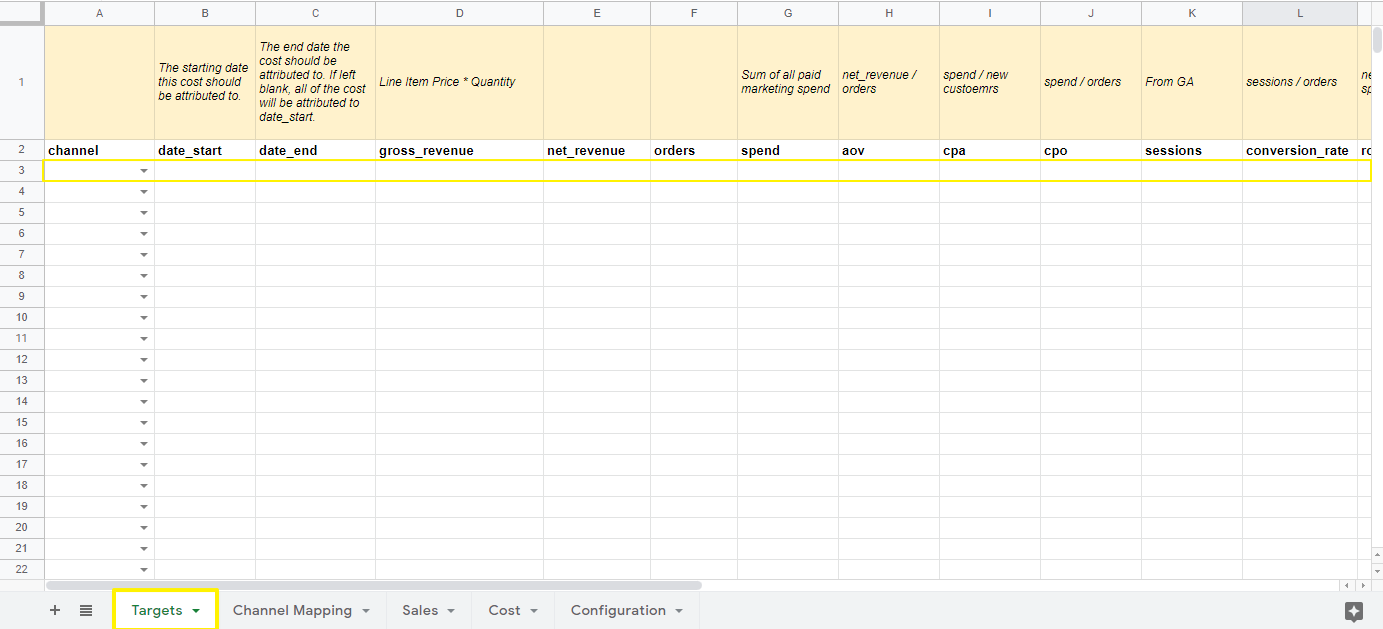 A B C D E F G H I J K L
1
The starting date
this cost should
be attributed to.
The end date the
cost should be
attributed to. If left
blank, all of the cost
will be attributed to
date_start.
Line Item Price * Quantity
Sum of all paid
marketing spend
net_revenue /
orders
spend / new
custoemrs
spend / orders
From GA
sessions / orders
ne
sp
2 channel date_start date_end gross_revenue net_revenue orders spend aov cpa cpo sessions conversion_rate ro
3
4
5
6
7
8
9
10
11
12
13
14
15
16
17
18
19
20
21
22
Targets Channel Mapping Sales Cost Configuration